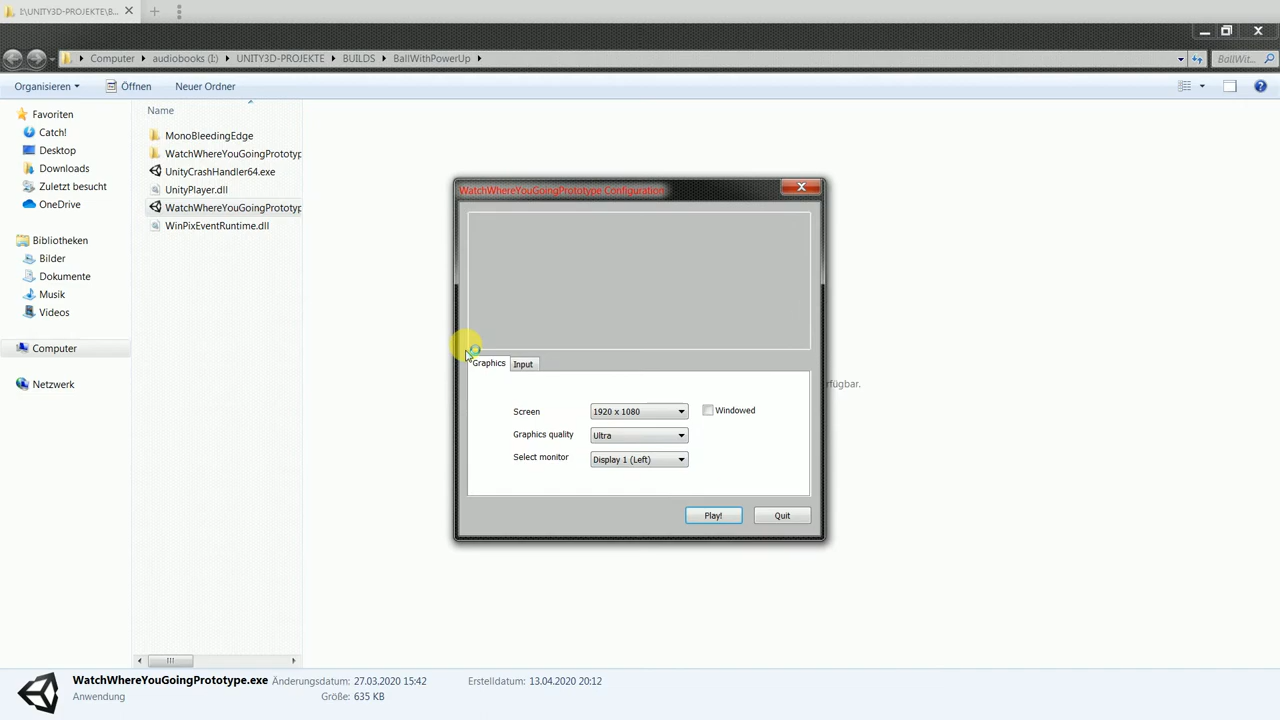 I:\UNITY3D-PROJEKTE\B...
Computer
audiobooks (I:)
UNITY3D-PROJEKTE
BUILDS
BallWithPowerUp
BallWit...
Organisieren
Öffnen
Neuer Ordner
Favoriten
Catch!
Desktop
Downloads
Zuletzt besucht
OneDrive
Bibliotheken
Bilder
Dokumente
Musik
Videos
Computer
Netzwerk
Name
MonoBleedingEdge
WatchWhereYouGoingPrototyp
UnityCrashHandler64.exe
UnityPlayer.dll
WatchWhereYouGoingPrototyp
WinPixEventRuntime.dll
WatchWhereYouGoingPrototype Configuration
Graphics
Input
Screen
1920 x 1080
Windowed
Graphics quality
Ultra
Select monitor
Display 1 (Left)
Play!
Quit
rfügbar.
WatchWhereYouGoingPrototype.exe
Änderungsdatum: 27.03.2020 15:42
Erstelldatum: 13.04.2020 20:12
Anwendung
Größe: 635 KB